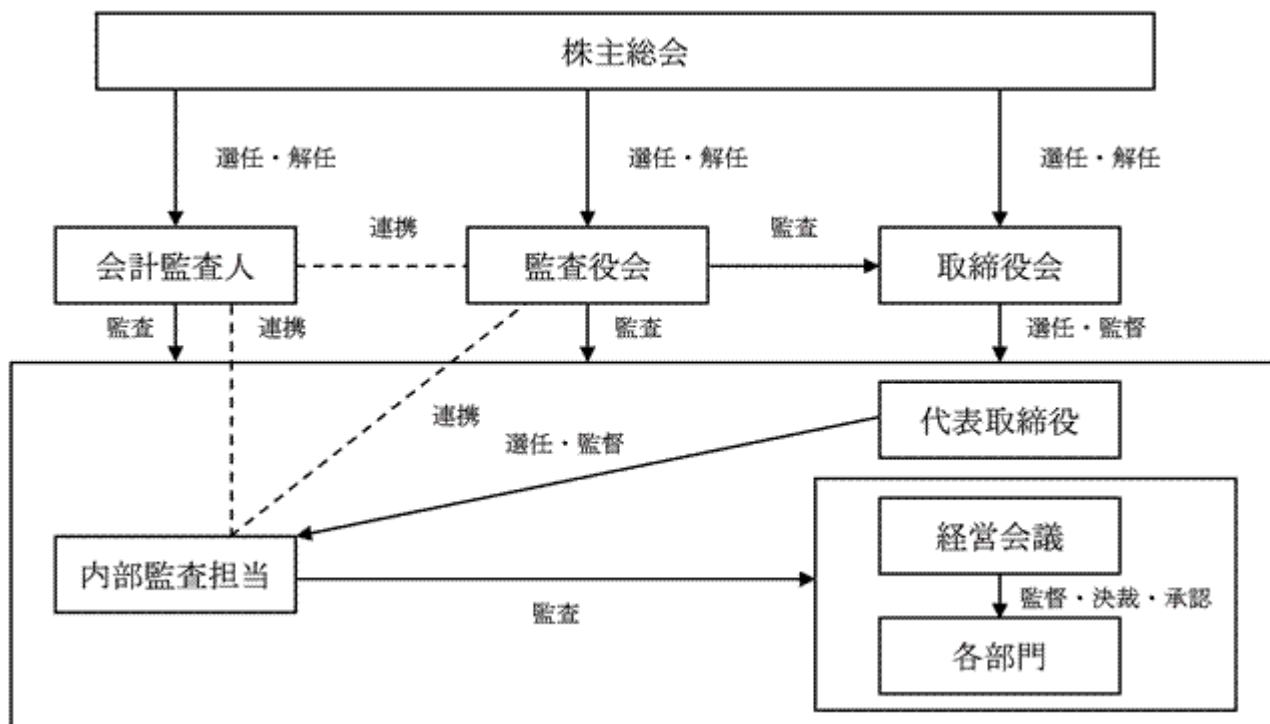 株主総会
選任・解任
選任・解任
選任・解任
連携
監査
会計監査人
監査役会
取締役会
監査
連携
監査
選任・監督
代表取締役
連携
選任・監督
経営会議
内部監査担当
監督・決裁・承認
監査
各部門